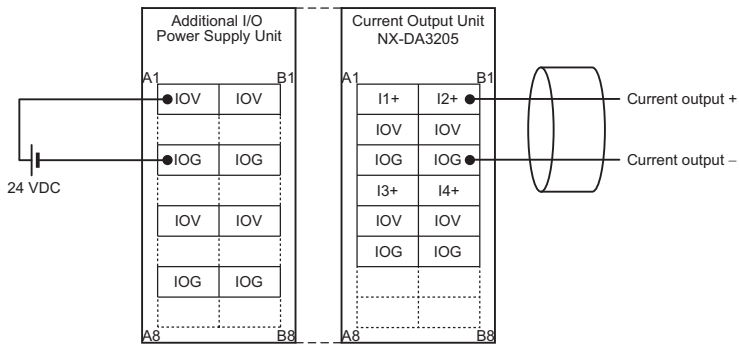 Additional I/O
Power Supply Unit
A1 B1
IOV IOV
IOG IOG
IOV IOV
IOG IOG
A8 B8
24 VDC
Current Output Unit
NX-DA3205
A1 B1
I1+ I2+
IOV IOV
IOG IOG
I3+ I4+
IOV IOV
IOG IOG
A8 B8
Current output +
Current output −